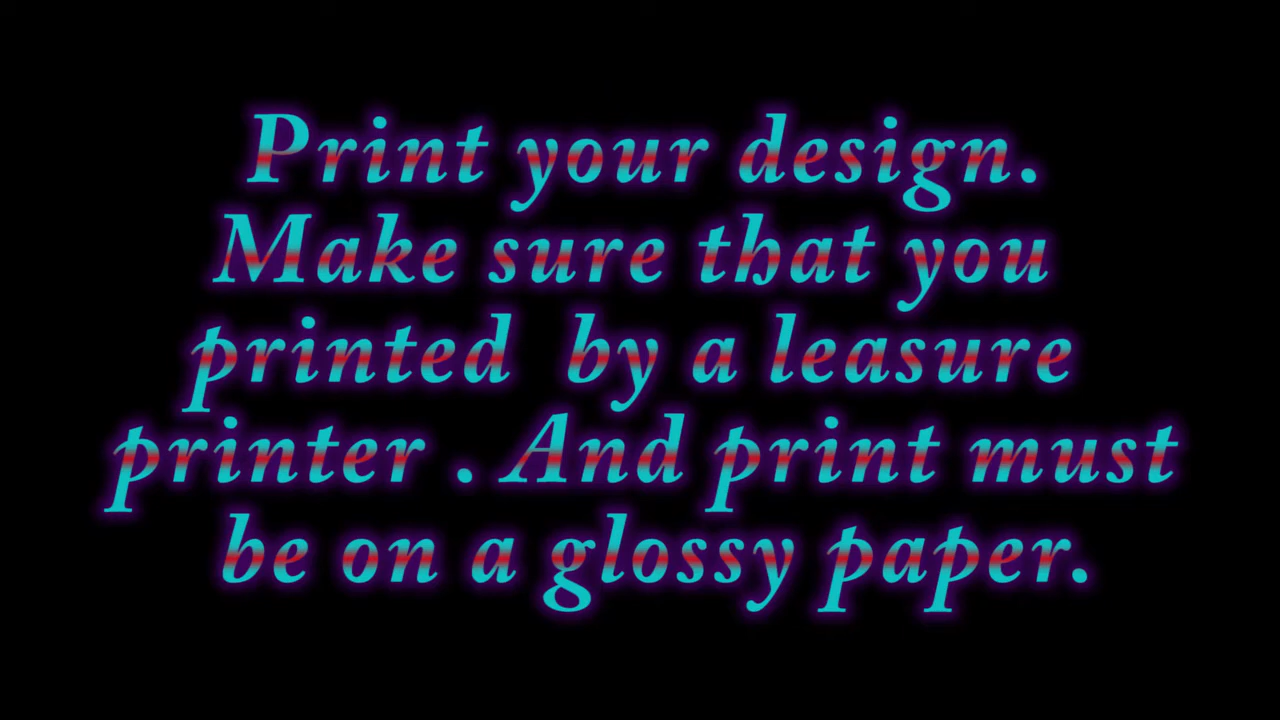 Print your design.
Make sure that you
printed by a leasure
printer . And print must
be on a glossy paper.